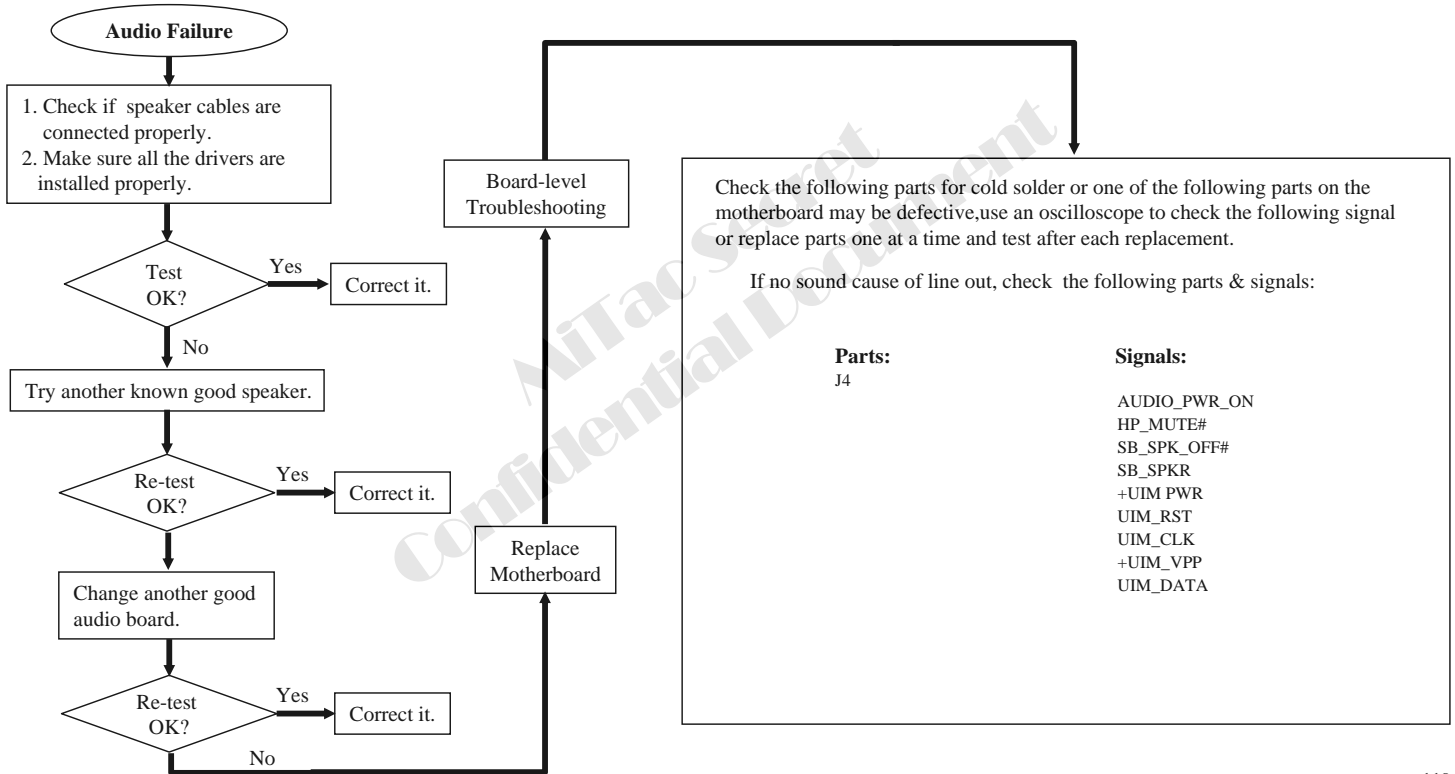 Audio Failure
1. Check if speaker cables are
connected properly.
2. Make sure all the drivers are
installed properly.
Test
OK?
Yes
Correct it.
No
Try another known good speaker.
Re-test
OK?
Yes
Correct it.
Change another good
audio board.
Re-test
OK?
Yes
Correct it.
No
Replace
Motherboard
Board-level
Troubleshooting
Check the following parts for cold solder or one of the following parts on the
motherboard may be defective,use an oscilloscope to check the following signal
or replace parts one at a time and test after each replacement.
If no sound cause of line out, check the following parts & signals:
Parts:
J4
Signals:
AUDIO_PWR_ON
HP_MUTE#
SB_SPK_OFF#
SB_SPKR
+UIM PWR
UIM_RST
UIM_CLK
+UIM_VPP
UIM_DATA
MiTac Secret
Confidential Document